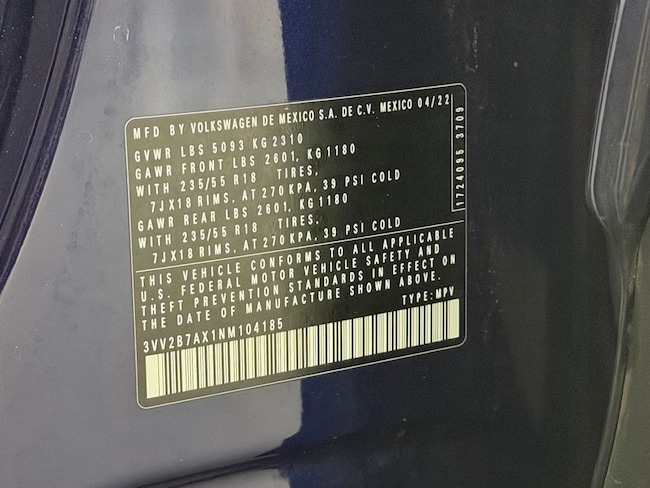 MFD BY VOLKSWAGEN DE MEXICO S.A. DE C.V. MEXICO 04/22
GVWR LBS 5093 KG 2310
GAWR FRONT LBS 2601, KG 1180
WITH 235/55 R18 TIRES,
7JX18 RIMS, AT 270 KPA, 39 PSI COLD
GAWR REAR LBS 2601, KG 1180
WITH 235/55 R18 TIRES,
7JX18 RIMS, AT 270 KPA, 39 PSI COLD
1724095 3709
THIS VEHICLE CONFORMS TO ALL APPLICABLE
U.S. FEDERAL MOTOR VEHICLE SAFETY AND
THEFT PREVENTION STANDARDS IN EFFECT ON
THE DATE OF MANUFACTURE SHOWN ABOVE.
TYPE: MPV
3VV2B7AX1NM104185